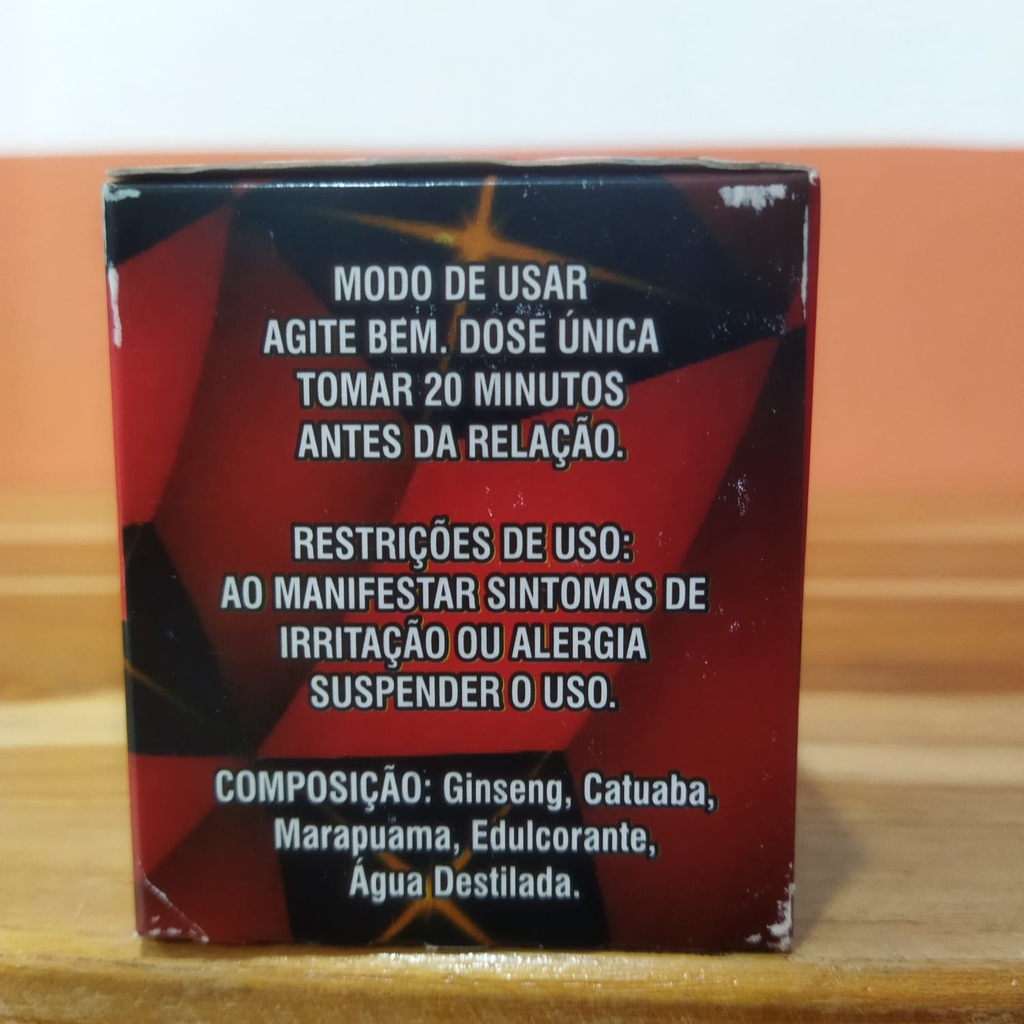 MODO DE USAR
AGITE BEM. DOSE ÚNICA
TOMAR 20 MINUTOS
ANTES DA RELAÇÃO.
RESTRIÇÕES DE USO:
AO MANIFESTAR SINTOMAS DE
IRRITAÇÃO OU ALERGIA
SUSPENDER O USO.
COMPOSIÇÃO: Ginseng, Catuaba,
Marapuama, Edulcorante,
Água Destilada.